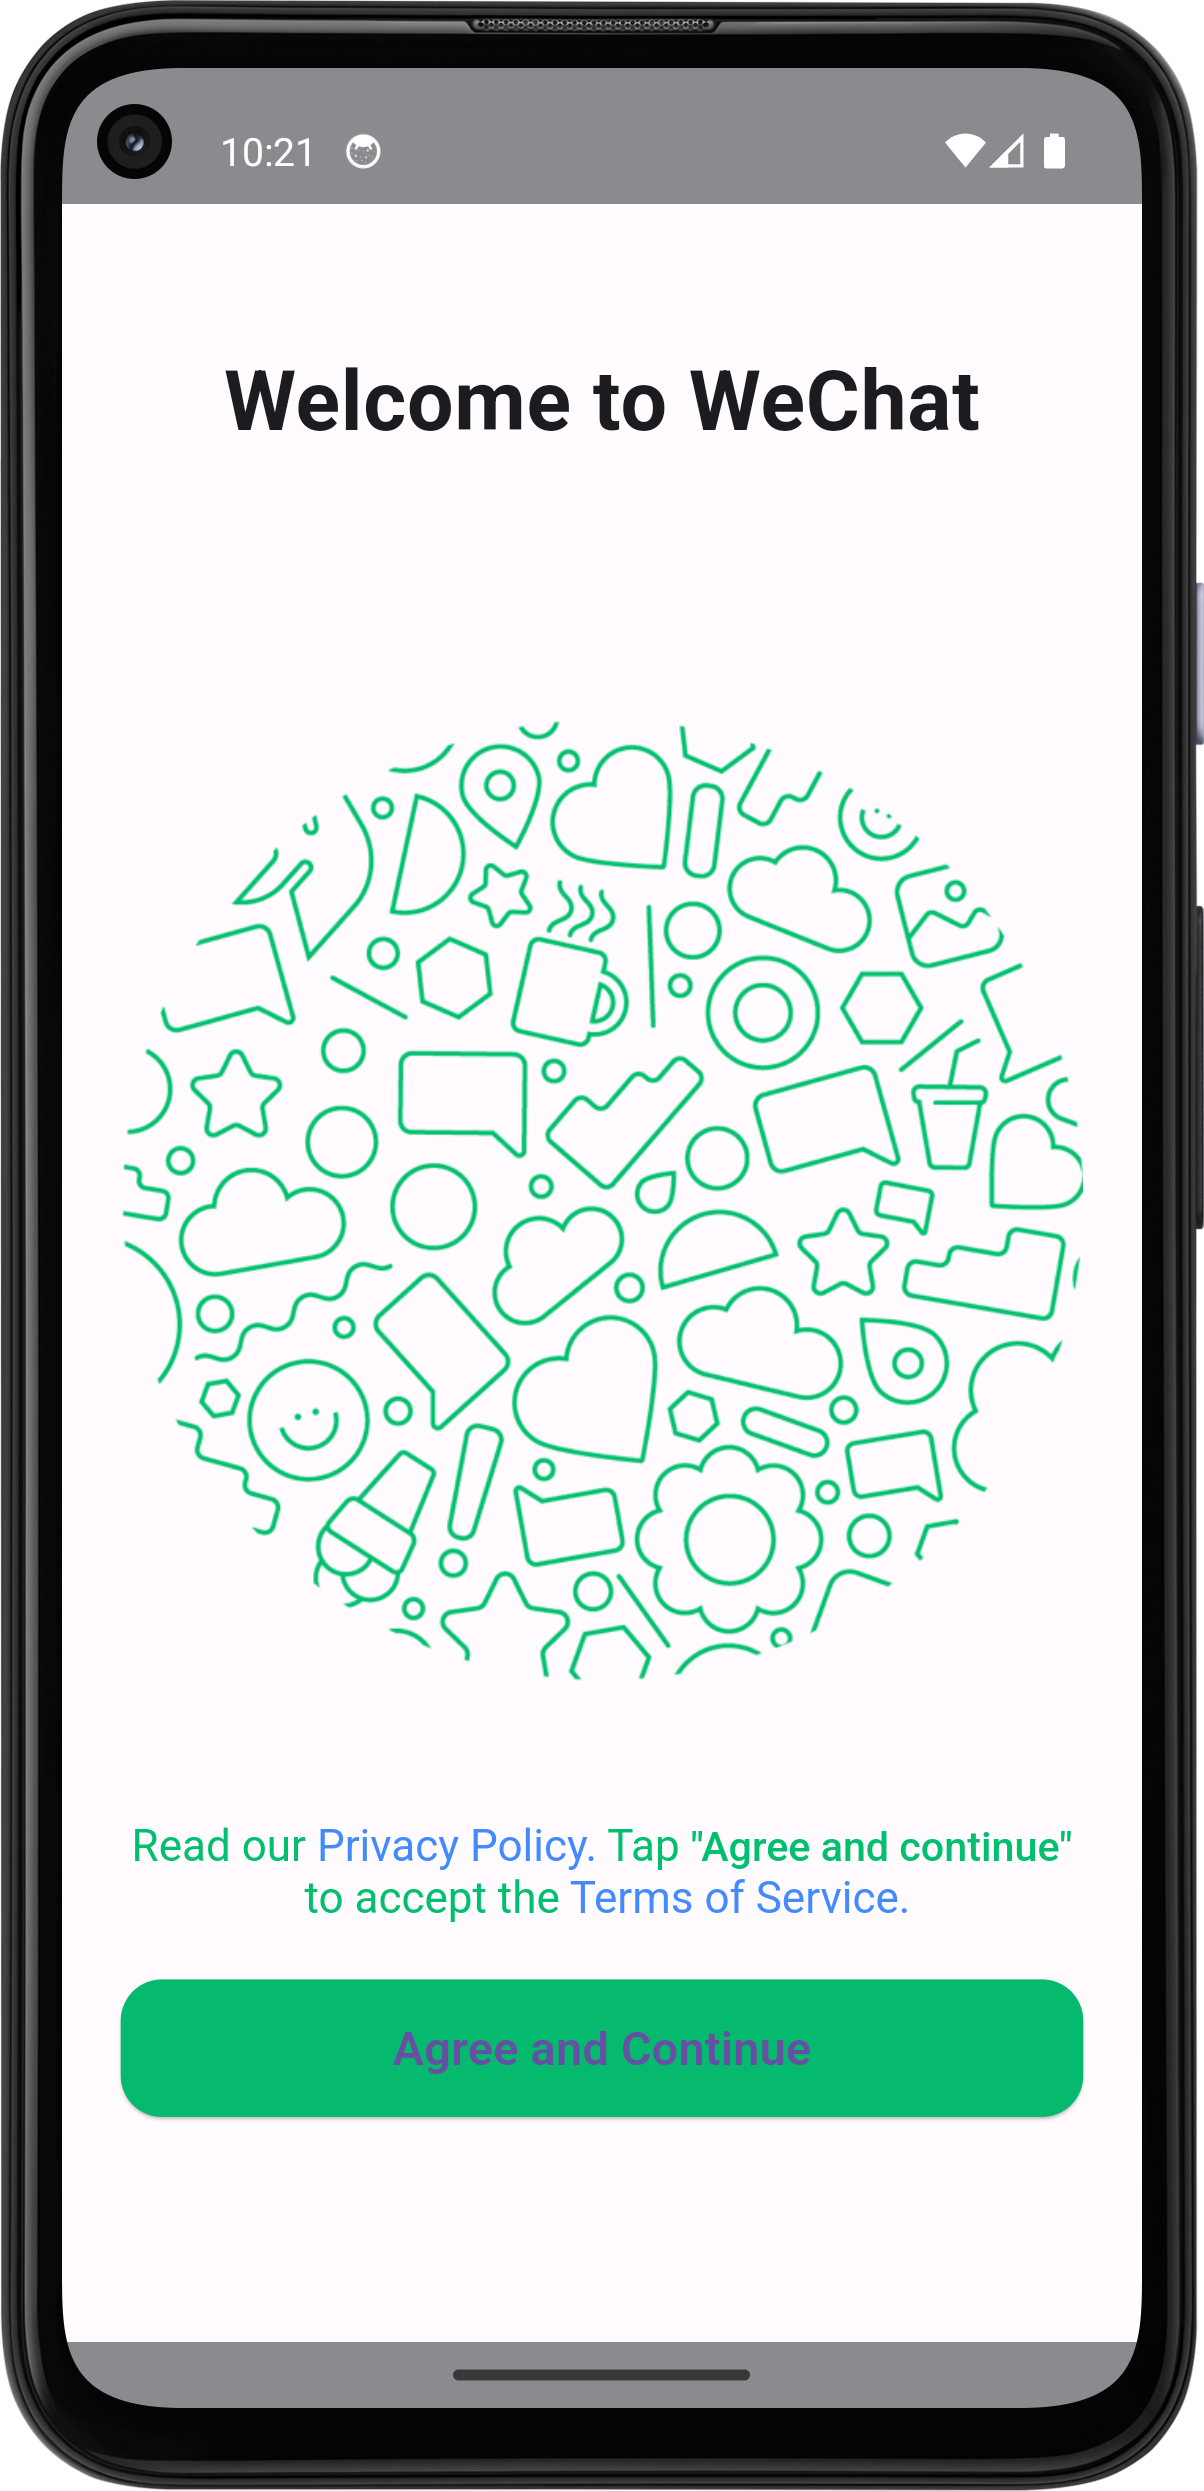 10:21
Welcome to WeChat
Read our Privacy Policy. Tap "Agree and continue"
to accept the Terms of Service.
Agree and Continue